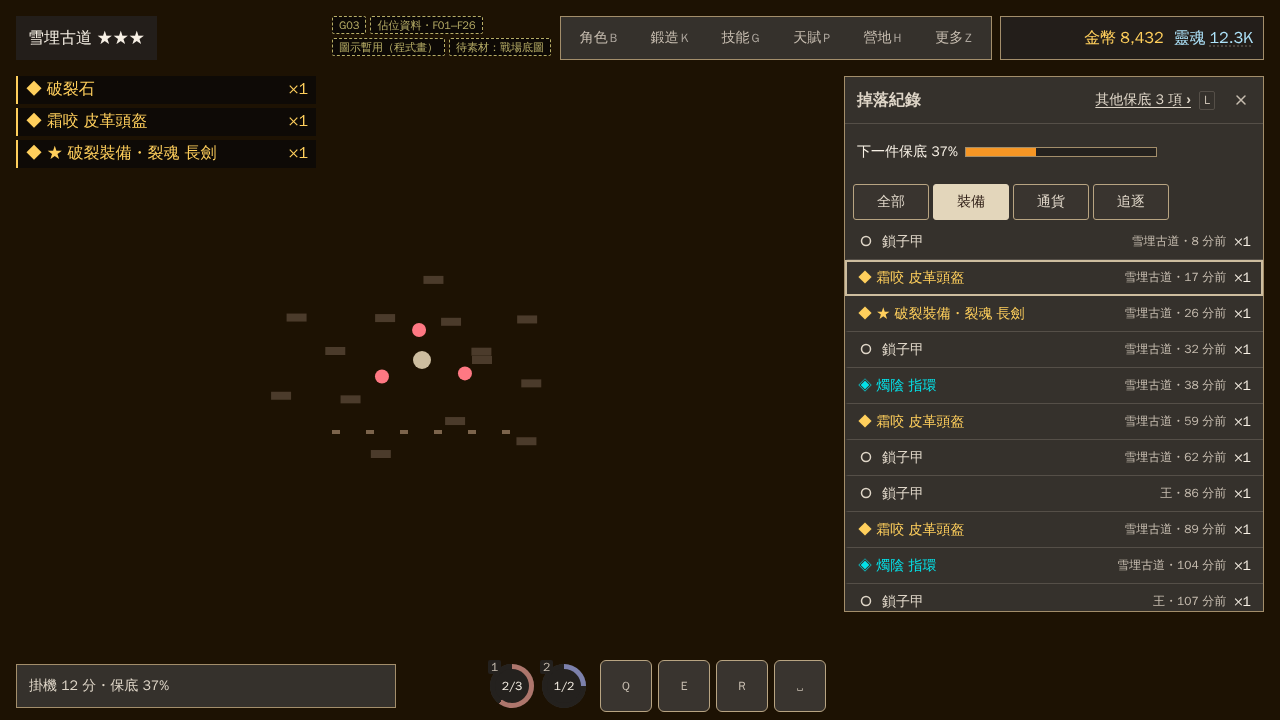 雪埋古道 ★★★
G03 佔位資料・F01–F26
圖示暫用（程式畫） 待素材：戰場底圖
角色B 鍛造K 技能G 天賦P 營地H 更多Z
金幣 8,432 靈魂 12.3K
◆ 破裂石 ×1
◆ 霜咬 皮革頭盔 ×1
◆ ★ 破裂裝備・裂魂 長劍 ×1
掉落紀錄 其他保底 3 項 › L ×
下一件保底 37%
全部 裝備 通貨 追逐
鎖子甲 雪埋古道・8 分前 ×1
◆ 霜咬 皮革頭盔 雪埋古道・17 分前 ×1
◆ ★ 破裂裝備・裂魂 長劍 雪埋古道・26 分前 ×1
鎖子甲 雪埋古道・32 分前 ×1
◈ 燭陰 指環 雪埋古道・38 分前 ×1
◆ 霜咬 皮革頭盔 雪埋古道・59 分前 ×1
鎖子甲 雪埋古道・62 分前 ×1
鎖子甲 王・86 分前 ×1
◆ 霜咬 皮革頭盔 雪埋古道・89 分前 ×1
◈ 燭陰 指環 雪埋古道・104 分前 ×1
鎖子甲 王・107 分前 ×1
掛機 12 分・保底 37%
1 2/3 2 1/2 Q E R ⎵